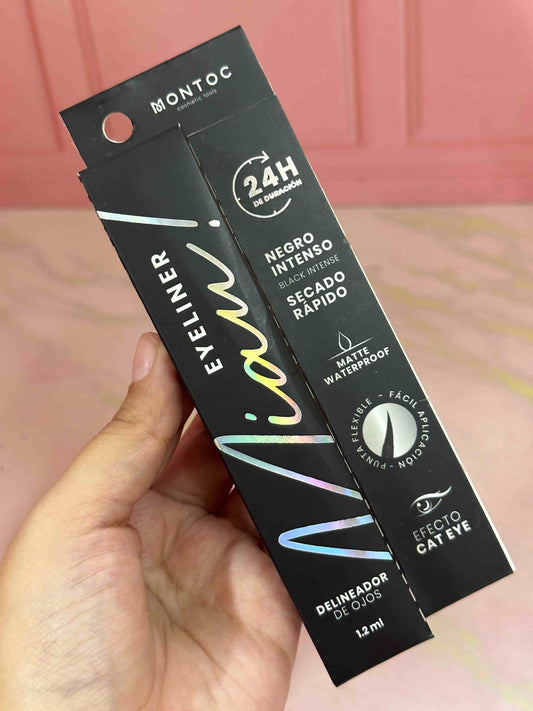 MONTOC
cosmetic tools
24H
DE DURACIÓN
NEGRO
INTENSO
BLACK INTENSE
SECADO
RÁPIDO
MATTE
WATERPROOF
PUNTA FLEXIBLE - FÁCIL APLICACIÓN -
EFECTO
CAT EYE
EYELINER
Miau!
DELINEADOR
DE OJOS
1.2 ml